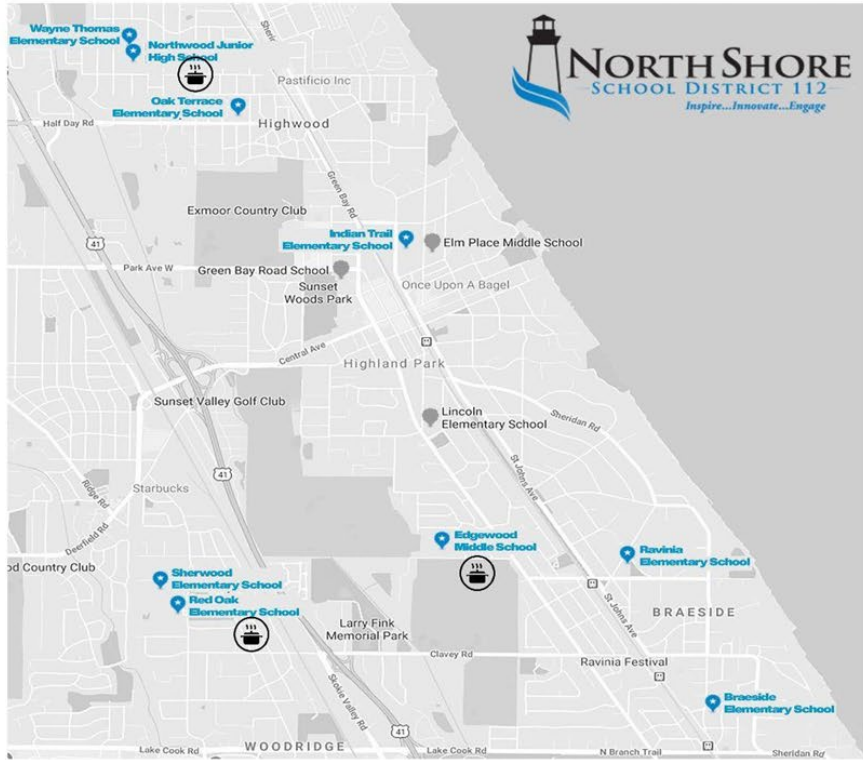 Wayne Thomas
Elementary School
Northwood Junior
High School
Pastificio Inc
Oak Terrace
Elementary School
Half Day Rd
Highwood
NORTH SHORE
SCHOOL DISTRICT 112
Inspire...Innovate...Engage
Sheri
Green Bay Rd
Exmoor Country Club
41
Indian Trail
Elementary School
Elm Place Middle School
Park Ave W
Green Bay Road School
Sunset
Woods Park
Once Upon A Bagel
Central Ave
Highland Park
Sunset Valley Golf Club
Lincoln
Elementary School
Sheridan Rd
41
St Johns Ave
Starbucks
Ridge Rd
Deerfield Rd
od Country Club
Edgewood
Middle School
Ravinia
Elementary School
Sherwood
Elementary School
Red Oak
Elementary School
St Johns Ave
BRAESIDE
Larry Fink
Memorial Park
Clavey Rd
Ravinia Festival
Skokie Valley Rd
Braeside
Elementary School
41
Lake Cook Rd
WOODRIDGE
Lake Cook Rd
N Branch Trail
Sheridan Rd